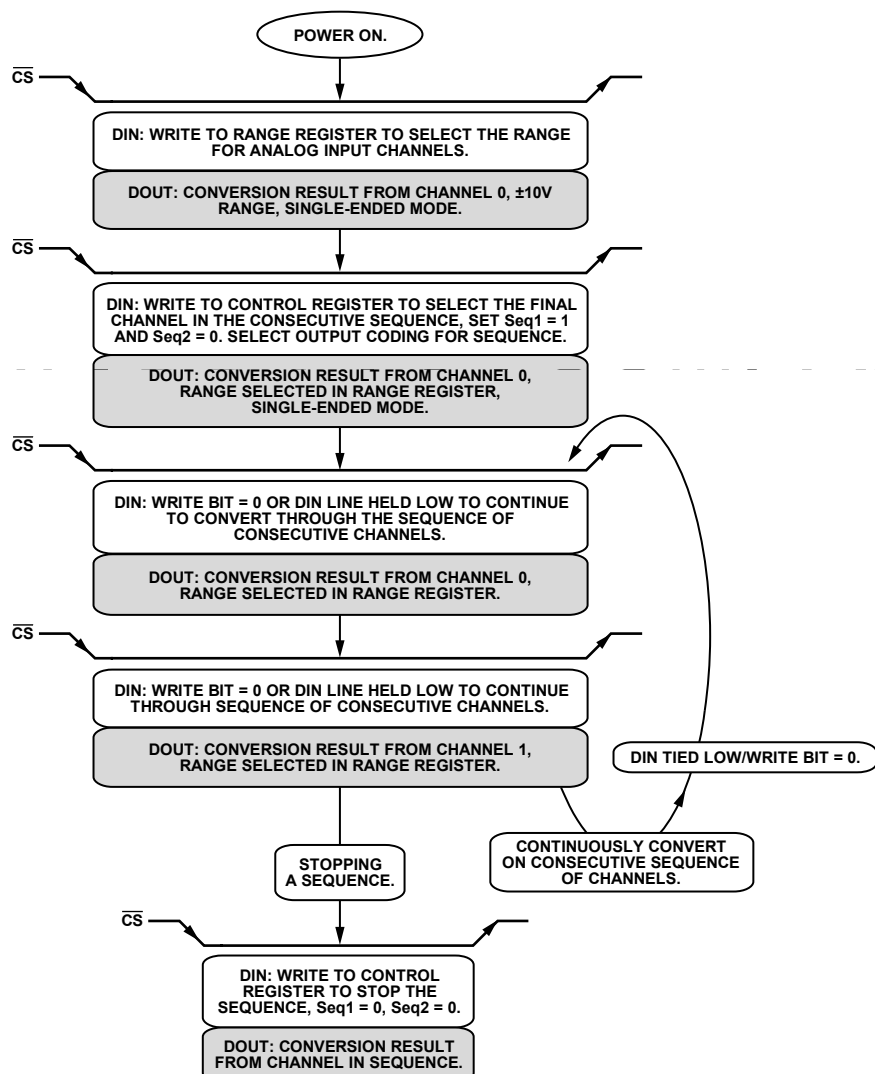 POWER ON.
CS
DIN: WRITE TO RANGE REGISTER TO SELECT THE RANGE
FOR ANALOG INPUT CHANNELS.
DOUT: CONVERSION RESULT FROM CHANNEL 0, ±10V
RANGE, SINGLE-ENDED MODE.
CS
DIN: WRITE TO CONTROL REGISTER TO SELECT THE FINAL
CHANNEL IN THE CONSECUTIVE SEQUENCE, SET Seq1 = 1
AND Seq2 = 0. SELECT OUTPUT CODING FOR SEQUENCE.
DOUT: CONVERSION RESULT FROM CHANNEL 0,
RANGE SELECTED IN RANGE REGISTER,
SINGLE-ENDED MODE.
CS
DIN: WRITE BIT = 0 OR DIN LINE HELD LOW TO CONTINUE
TO CONVERT THROUGH THE SEQUENCE OF
CONSECUTIVE CHANNELS.
DOUT: CONVERSION RESULT FROM CHANNEL 0,
RANGE SELECTED IN RANGE REGISTER.
CS
DIN: WRITE BIT = 0 OR DIN LINE HELD LOW TO CONTINUE
THROUGH SEQUENCE OF CONSECUTIVE CHANNELS.
DOUT: CONVERSION RESULT FROM CHANNEL 1,
RANGE SELECTED IN RANGE REGISTER.
DIN TIED LOW/WRITE BIT = 0.
STOPPING
A SEQUENCE.
CONTINUOUSLY CONVERT
ON CONSECUTIVE SEQUENCE
OF CHANNELS.
CS
DIN: WRITE TO CONTROL
REGISTER TO STOP THE
SEQUENCE, Seq1 = 0, Seq2 = 0.
DOUT: CONVERSION RESULT
FROM CHANNEL IN SEQUENCE.